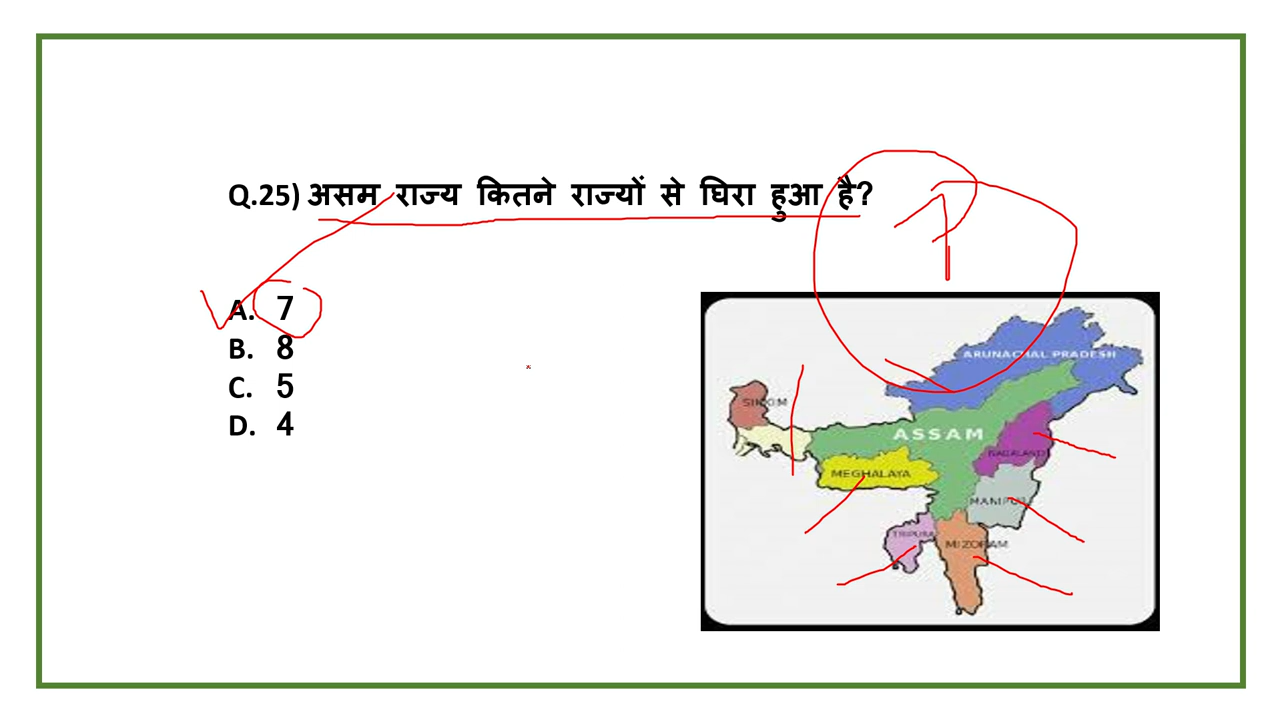 Q.25) असम राज्य कितने राज्यों से घिरा हुआ है?
A. 7
B. 8
C. 5
D. 4
ARUNACHAL PRADESH
SIKKIM
ASSAM
NAGALAND
MEGHALAYA
MANIPUR
TRIPURA
MIZORAM